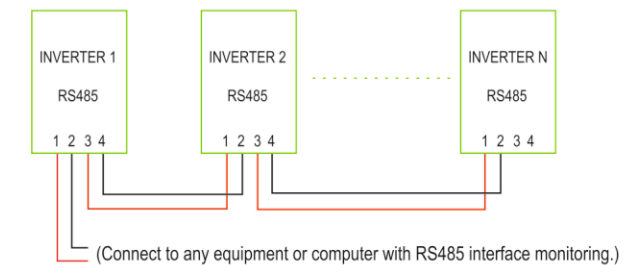 INVERTER 1
RS485
1 2 3 4
INVERTER 2
RS485
1 2 3 4
INVERTER N
RS485
1 2 3 4
(Connect to any equipment or computer with RS485 interface monitoring.)